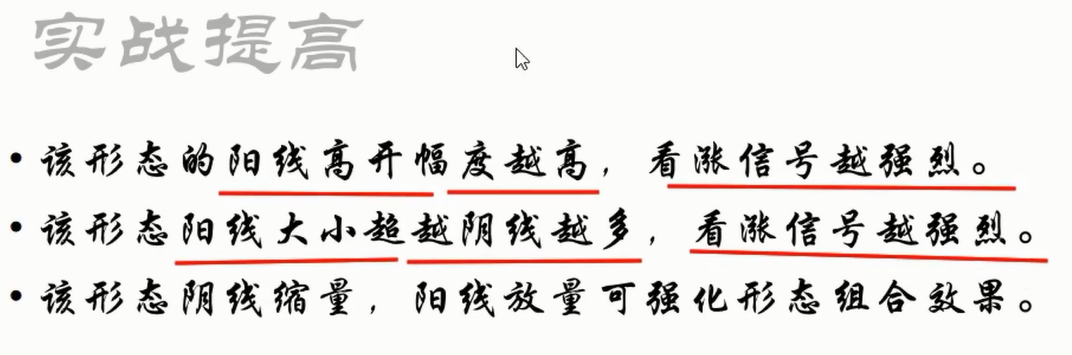 实战提高
• 该形态的阳线高开幅度越高，看涨信号越强烈。
• 该形态阳线大小超越阴线越多，看涨信号越强烈。
• 该形态阴线缩量，阳线放量可强化形态组合效果。